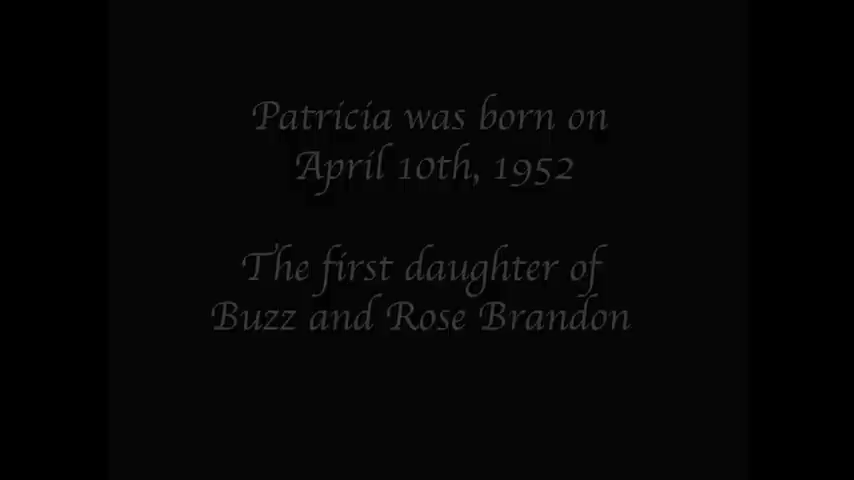 Patricia was born on
April 10th, 1952
The first daughter of
Buzz and Rose Brandon